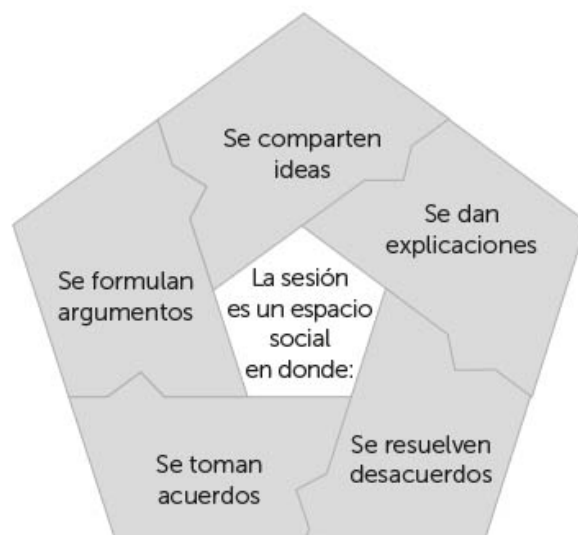 Se comparten
ideas
Se dan
explicaciones
Se formulan
argumentos
La sesión
es un espacio
social
en donde:
Se resuelven
desacuerdos
Se toman
acuerdos